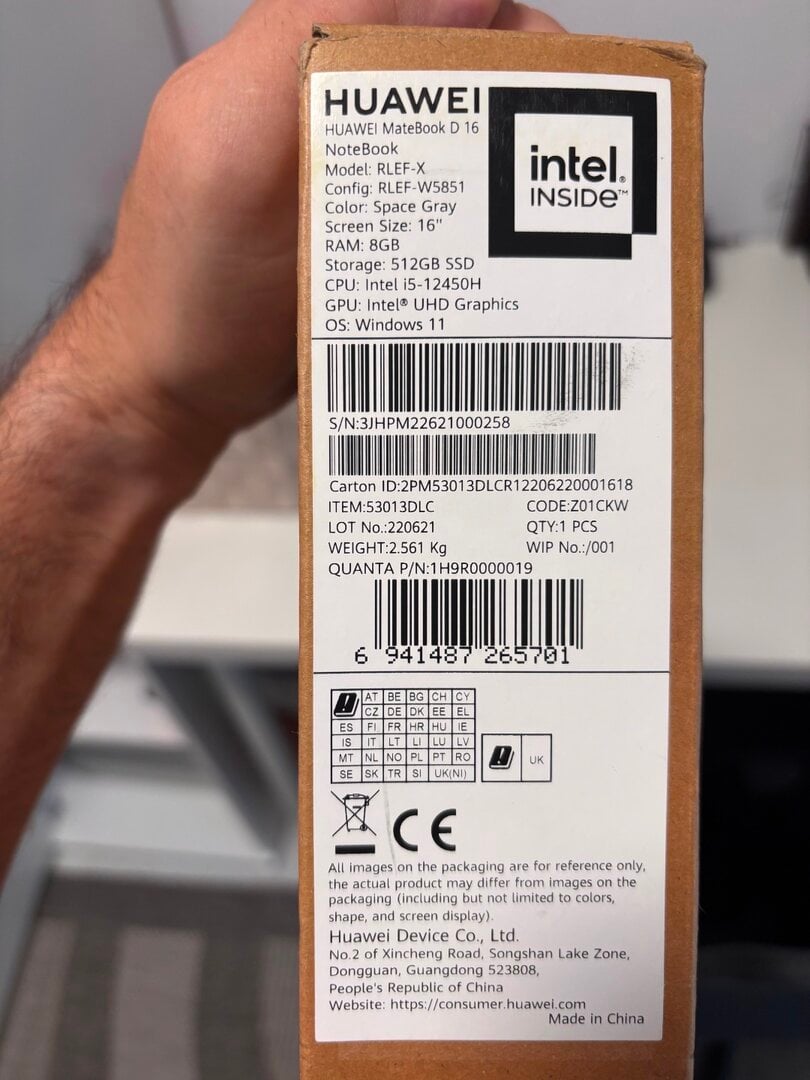 HUAWEI
HUAWEI MateBook D 16
NoteBook
Model: RLEF-X
Config: RLEF-W5851
Color: Space Gray
Screen Size: 16"
RAM: 8GB
Storage: 512GB SSD
CPU: Intel i5-12450H
GPU: Intel® UHD Graphics
OS: Windows 11
intel®
INSIDe™
S/N:3JHPM22621000258
Carton ID:2PM53013DLCR12206220001618
ITEM:53013DLC CODE:Z01CKW
LOT No.:220621 QTY:1 PCS
WEIGHT:2.561 Kg WIP No.:/001
QUANTA P/N:1H9R0000019
6 941487 265701
AT BE BG CH CY
CZ DE DK EE EL
ES FI FR HR HU IE
IS IT LT LI LU LV
MT NL NO PL PT RO
SE SK TR SI UK(NI)
UK
CE
All images on the packaging are for reference only,
the actual product may differ from images on the
packaging (including but not limited to colors,
shape, and screen display).
Huawei Device Co., Ltd.
No.2 of Xincheng Road, Songshan Lake Zone,
Dongguan, Guangdong 523808,
People's Republic of China
Website: https://consumer.huawei.com
Made in China